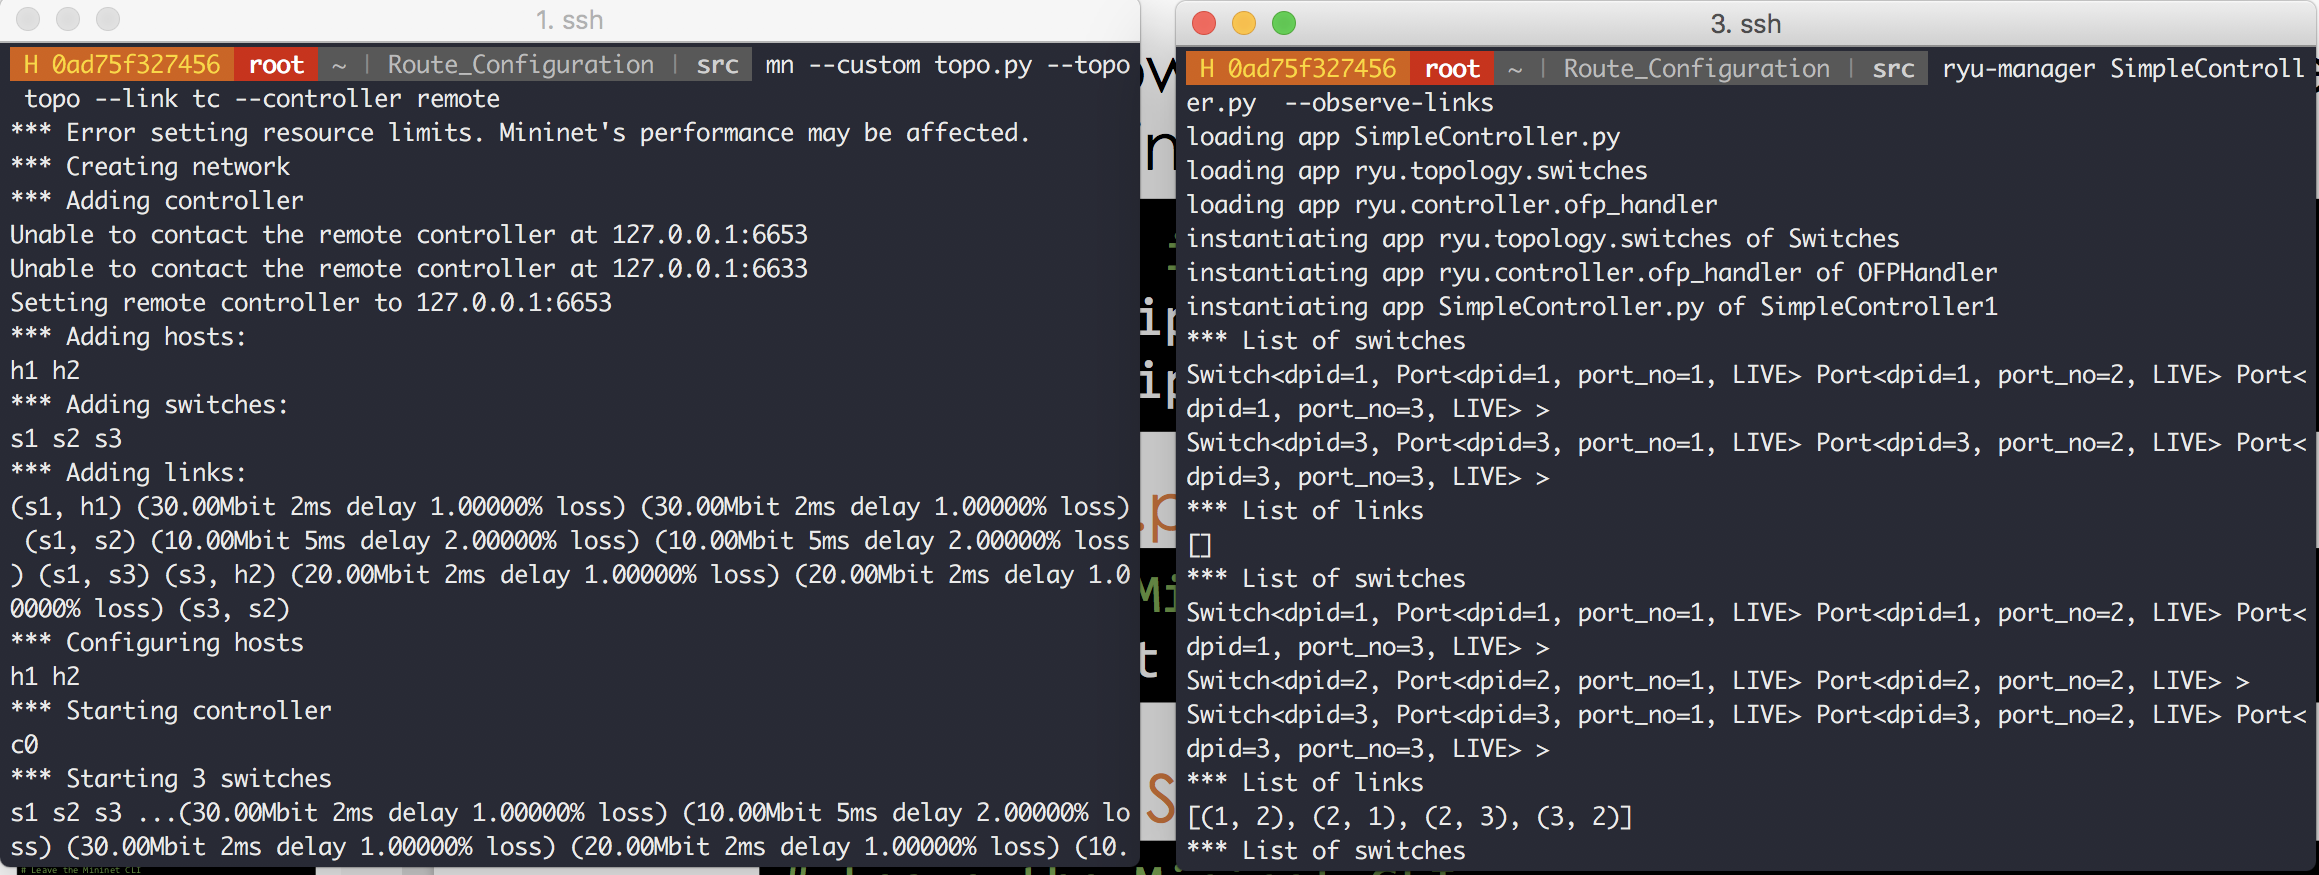 1. ssh
H 0ad75f327456 root ~ | Route_Configuration | src mn --custom topo.py --topo
topo --link tc --controller remote
*** Error setting resource limits. Mininet's performance may be affected.
*** Creating network
*** Adding controller
Unable to contact the remote controller at 127.0.0.1:6653
Unable to contact the remote controller at 127.0.0.1:6633
Setting remote controller to 127.0.0.1:6653
*** Adding hosts:
h1 h2
*** Adding switches:
s1 s2 s3
*** Adding links:
(s1, h1) (30.00Mbit 2ms delay 1.00000% loss) (30.00Mbit 2ms delay 1.00000% loss)
(s1, s2) (10.00Mbit 5ms delay 2.00000% loss) (10.00Mbit 5ms delay 2.00000% loss
) (s1, s3) (s3, h2) (20.00Mbit 2ms delay 1.00000% loss) (20.00Mbit 2ms delay 1.0
0000% loss) (s3, s2)
*** Configuring hosts
h1 h2
*** Starting controller
c0
*** Starting 3 switches
s1 s2 s3 ...(30.00Mbit 2ms delay 1.00000% loss) (10.00Mbit 5ms delay 2.00000% lo
ss) (30.00Mbit 2ms delay 1.00000% loss) (20.00Mbit 2ms delay 1.00000% loss) (10.
# Leave the Mininet CLI
3. ssh
H 0ad75f327456 root ~ | Route_Configuration | src ryu-manager SimpleControll
er.py  --observe-links
loading app SimpleController.py
loading app ryu.topology.switches
loading app ryu.controller.ofp_handler
instantiating app ryu.topology.switches of Switches
instantiating app ryu.controller.ofp_handler of OFPHandler
instantiating app SimpleController.py of SimpleController1
*** List of switches
Switch<dpid=1, Port<dpid=1, port_no=1, LIVE> Port<dpid=1, port_no=2, LIVE> Port<
dpid=1, port_no=3, LIVE> >
Switch<dpid=3, Port<dpid=3, port_no=1, LIVE> Port<dpid=3, port_no=2, LIVE> Port<
dpid=3, port_no=3, LIVE> >
*** List of links
[]
*** List of switches
Switch<dpid=1, Port<dpid=1, port_no=1, LIVE> Port<dpid=1, port_no=2, LIVE> Port<
dpid=1, port_no=3, LIVE> >
Switch<dpid=2, Port<dpid=2, port_no=1, LIVE> Port<dpid=2, port_no=2, LIVE> >
Switch<dpid=3, Port<dpid=3, port_no=1, LIVE> Port<dpid=3, port_no=2, LIVE> Port<
dpid=3, port_no=3, LIVE> >
*** List of links
[(1, 2), (2, 1), (2, 3), (3, 2)]
*** List of switches